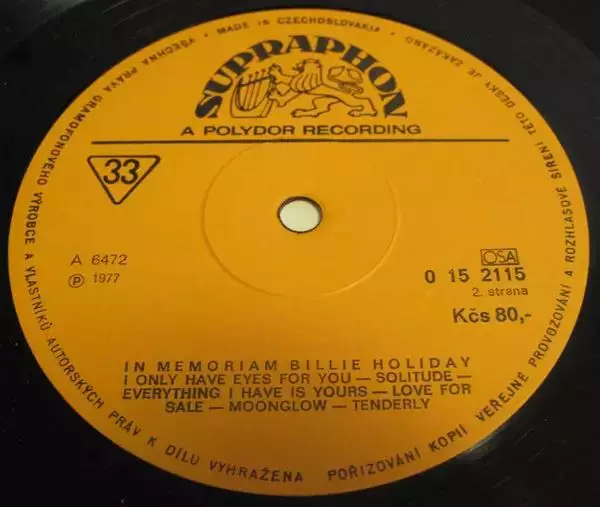 • MADE IN CZECHOSLOVAKIA •
VŠECHNA PRÁVA GRAMOFONOVÉHO VÝROBCE A VLASTNÍKŮ AUTORSKÝCH PRÁV K DÍLU VYHRAŽENA
POŘIZOVÁNÍ KOPIÍ VEŘEJNÉ PROVOZOVÁNÍ A ROZHLASOVÉ ŠÍŘENÍ TÉTO DESKY JE ZAKÁZÁNO
SUPRAPHON
A POLYDOR RECORDING
33
A 6472
Ⓟ 1977
OSA
0 15 2115
2. strana
Kčs 80,-
IN MEMORIAM BILLIE HOLIDAY
I ONLY HAVE EYES FOR YOU — SOLITUDE —
EVERYTHING I HAVE IS YOURS — LOVE FOR
SALE — MOONGLOW — TENDERLY